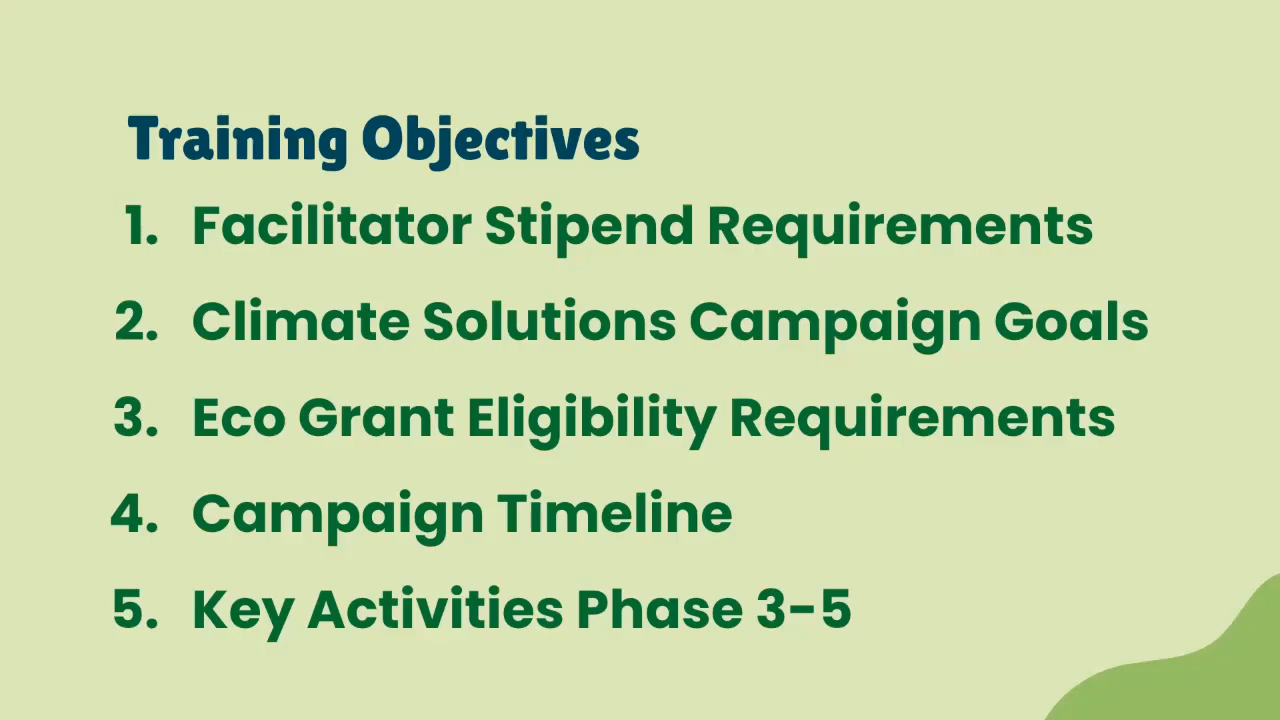 Training Objectives
1. Facilitator Stipend Requirements
2. Climate Solutions Campaign Goals
3. Eco Grant Eligibility Requirements
4. Campaign Timeline
5. Key Activities Phase 3-5